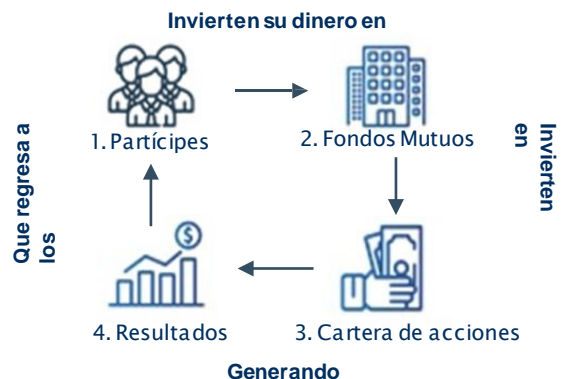 Invierten su dinero en
1. Partícipes
2. Fondos Mutuos
Invierten
en
Que regresa a
los
$
4. Resultados
3. Cartera de acciones
Generando